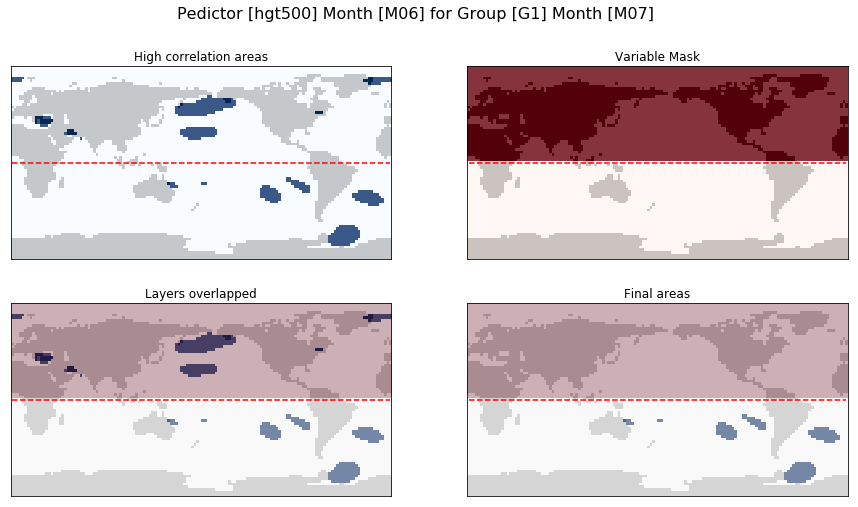 Pedictor [hgt500] Month [M06] for Group [G1] Month [M07]
High correlation areas
Variable Mask
Layers overlapped
Final areas